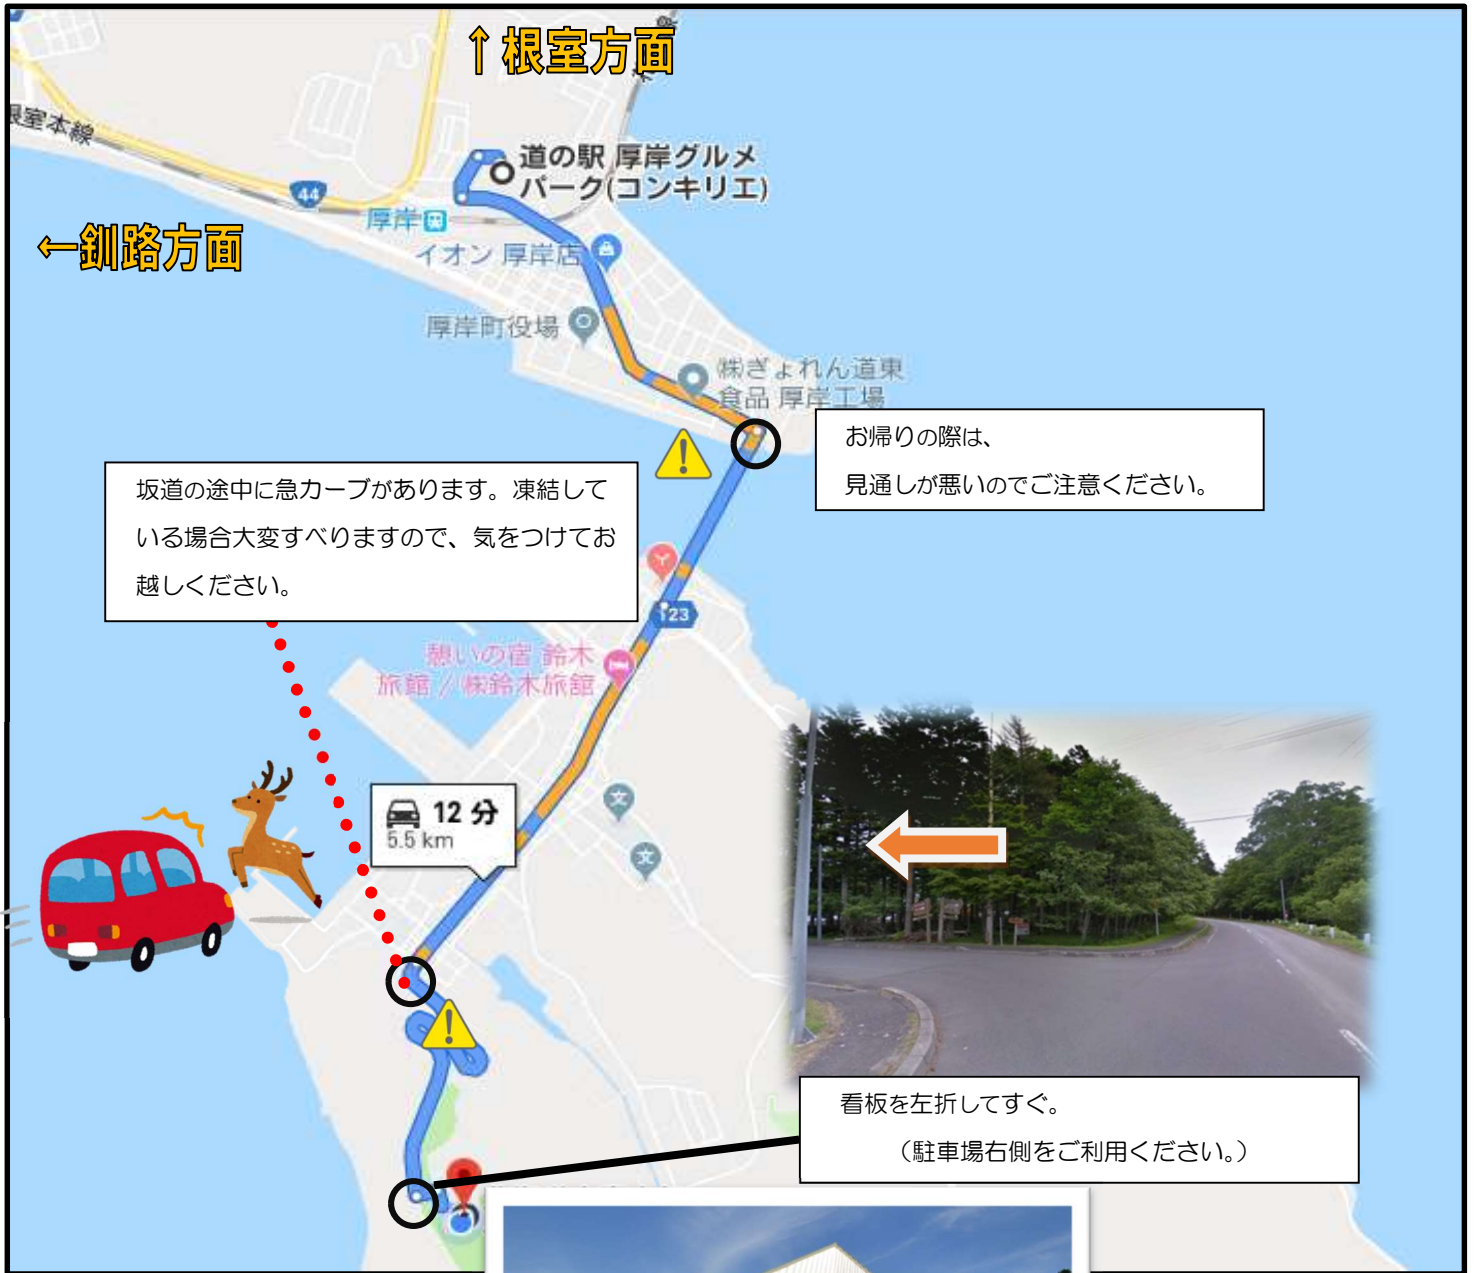 ↑根室方面
根室本線
道の駅 厚岸グルメ
パーク(コンキリエ)
44
厚岸
←釧路方面
イオン 厚岸店
厚岸町役場
㈱ぎょれん道東
食品 厚岸工場
お帰りの際は、
見通しが悪いのでご注意ください。
坂道の途中に急カーブがあります。凍結して
いる場合大変すべりますので、気をつけてお
越しください。
123
憩いの宿 鈴木
旅館 / ㈱鈴木旅館
12 分
5.5 km
文
文
看板を左折してすぐ。
（駐車場右側をご利用ください。）